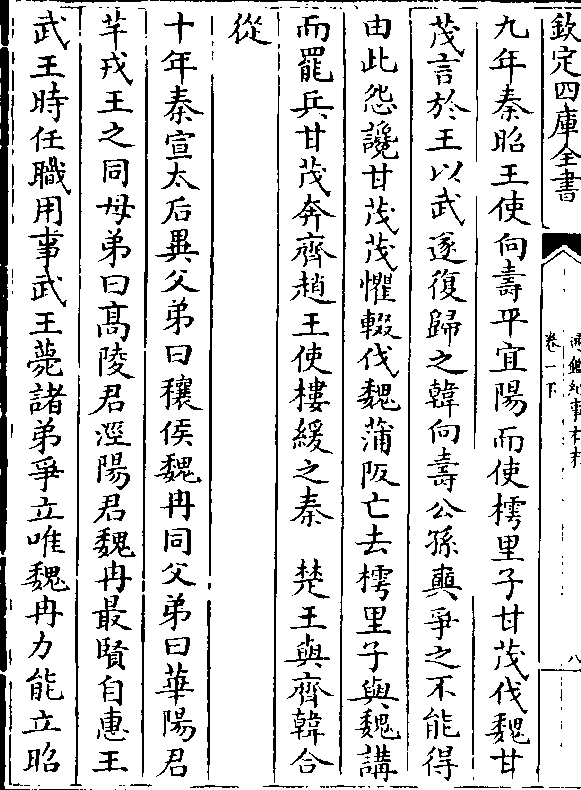 欽定四庫全書
卷一下
九年秦昭王使向壽平宜陽而使樗里子甘茂伐魏甘
茂言於王以武遂復歸之韓向壽公孫奭爭之不能得
由此怨讒甘茂茂懼輟伐魏蒲阪亡去樗里子與魏講
而罷兵甘茂奔齊趙王使樓緩之秦　楚王與齊韓合
從
十年秦宣太后異父弟曰穰侯魏冉同父弟曰華陽君
芊戎王之同母弟曰髙陵君涇陽君魏冉最賢自惠王
武王時任職用事武王薨諸弟爭立唯魏冉力能立昭